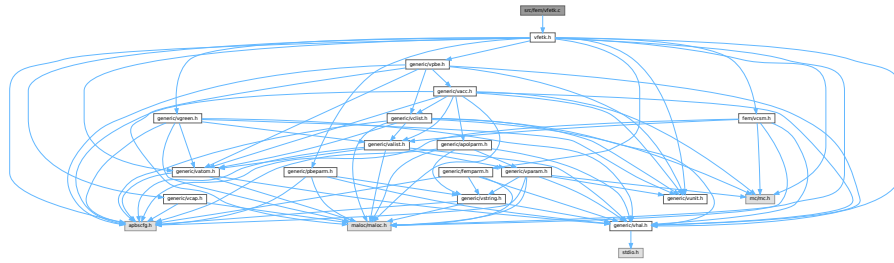 src/fem/vfetk.c
vfetk.h
generic/vpbe.h
generic/vacc.h
generic/vgreen.h
generic/vclist.h
fem/vcsm.h
generic/valist.h
generic/apolparm.h
generic/vatom.h
generic/pbeparm.h
generic/femparm.h
generic/vparam.h
generic/vcap.h
generic/vstring.h
generic/vunit.h
mc/mc.h
apbscfg.h
maloc/maloc.h
generic/vhal.h
stdio.h